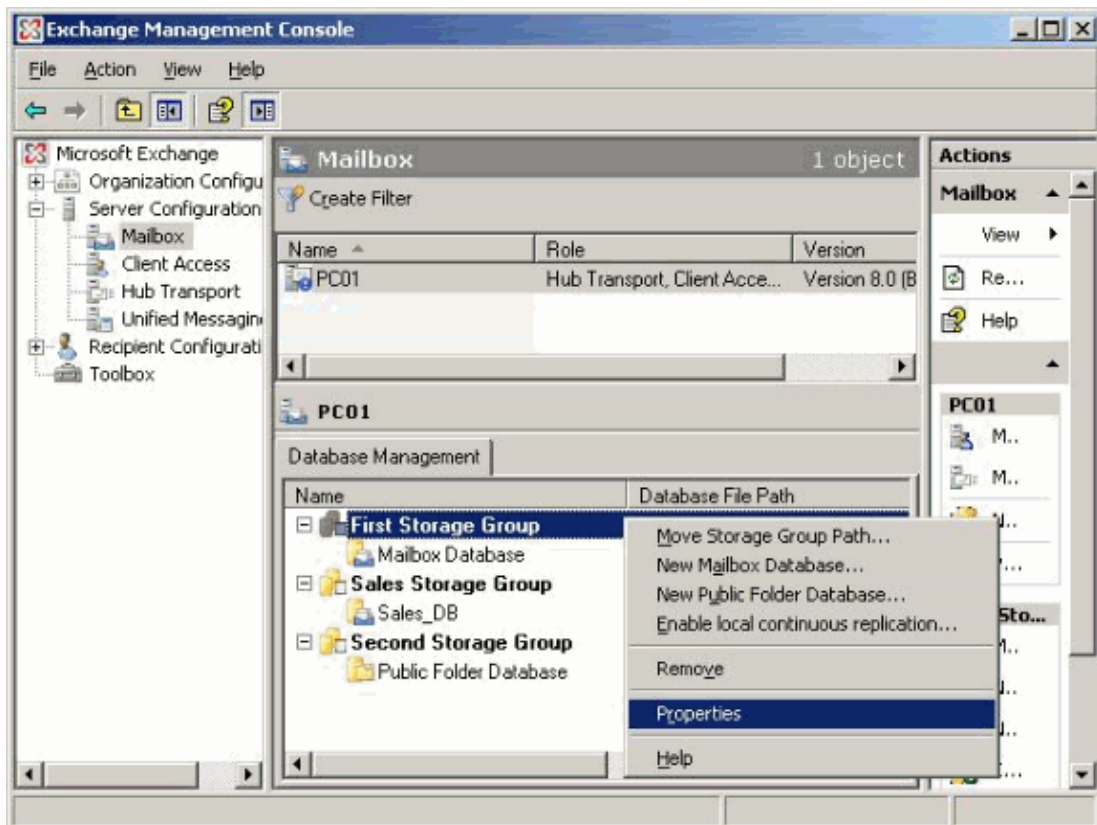 Exchange Management Console
File Action View Help
Microsoft Exchange
Organization Configu
Server Configuration
Mailbox
Client Access
Hub Transport
Unified Messagin
Recipient Configurati
Toolbox
Mailbox 1 object
Create Filter
Name Role Version
PC01 Hub Transport, Client Acce... Version 8.0 (B
PC01
Database Management
Name Database File Path
First Storage Group
Mailbox Database
Sales Storage Group
Sales_DB
Second Storage Group
Public Folder Database
Move Storage Group Path...
New Mailbox Database...
New Public Folder Database...
Enable local continuous replication...
Remove
Properties
Help
Actions
Mailbox
View
Re...
Help
PC01
M..
M..
Sto...